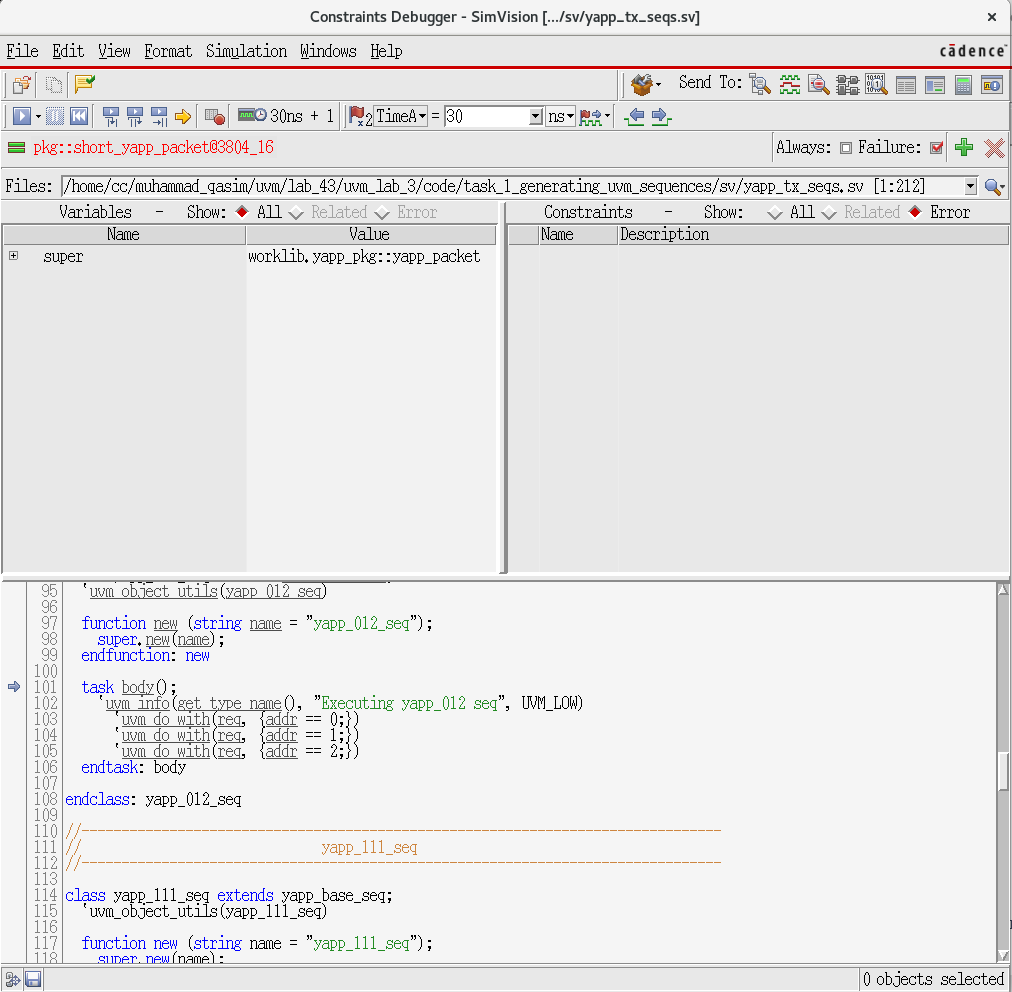 Constraints Debugger - SimVision [.../sv/yapp_tx_seqs.sv]
File Edit View Format Simulation Windows Help
cādence
Send To:
30ns + 1
2 TimeA = 30 ns
pkg::short_yapp_packet@3804_16
Always: Failure:
Files: /home/cc/muhammad_qasim/uvm/lab_43/uvm_lab_3/code/task_1_generating_uvm_sequences/sv/yapp_tx_seqs.sv [1:212]
Variables - Show: All Related Error
Constraints - Show: All Related Error
Name Value
Name Description
super worklib.yapp_pkg::yapp_packet
95 `uvm_object_utils(yapp_012_seq)
96
97 function new (string name = "yapp_012_seq");
98 super.new(name);
99 endfunction: new
100
101 task body();
102 `uvm_info(get_type_name(), "Executing yapp_012 seq", UVM_LOW)
103 `uvm_do_with(req, {addr == 0;})
104 `uvm_do_with(req, {addr == 1;})
105 `uvm_do_with(req, {addr == 2;})
106 endtask: body
107
108 endclass: yapp_012_seq
109
110 //--------------------------------------------------------------------------------
111 // yapp_111_seq
112 //--------------------------------------------------------------------------------
113
114 class yapp_111_seq extends yapp_base_seq;
115 `uvm_object_utils(yapp_111_seq)
116
117 function new (string name = "yapp_111_seq");
118 super.new(name);
0 objects selected